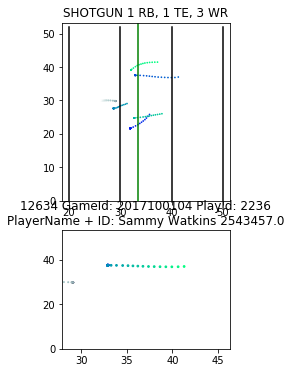 SHOTGUN 1 RB, 1 TE, 3 WR
50
40
30
20
10
0
20 30 40 50
12634 GameId: 2017100104 PlayId: 2236
PlayerName + ID: Sammy Watkins 2543457.0
40
20
0
30 35 40 45